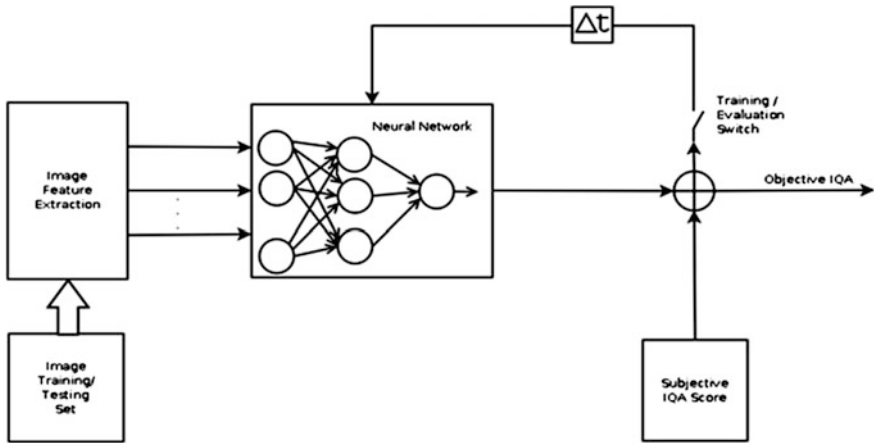 Δt
Training /
Evaluation
Switch
Neural Network
Image
Feature
Extraction
Objective IQA
Image
Training/
Testing
Set
Subjective
IQA Score